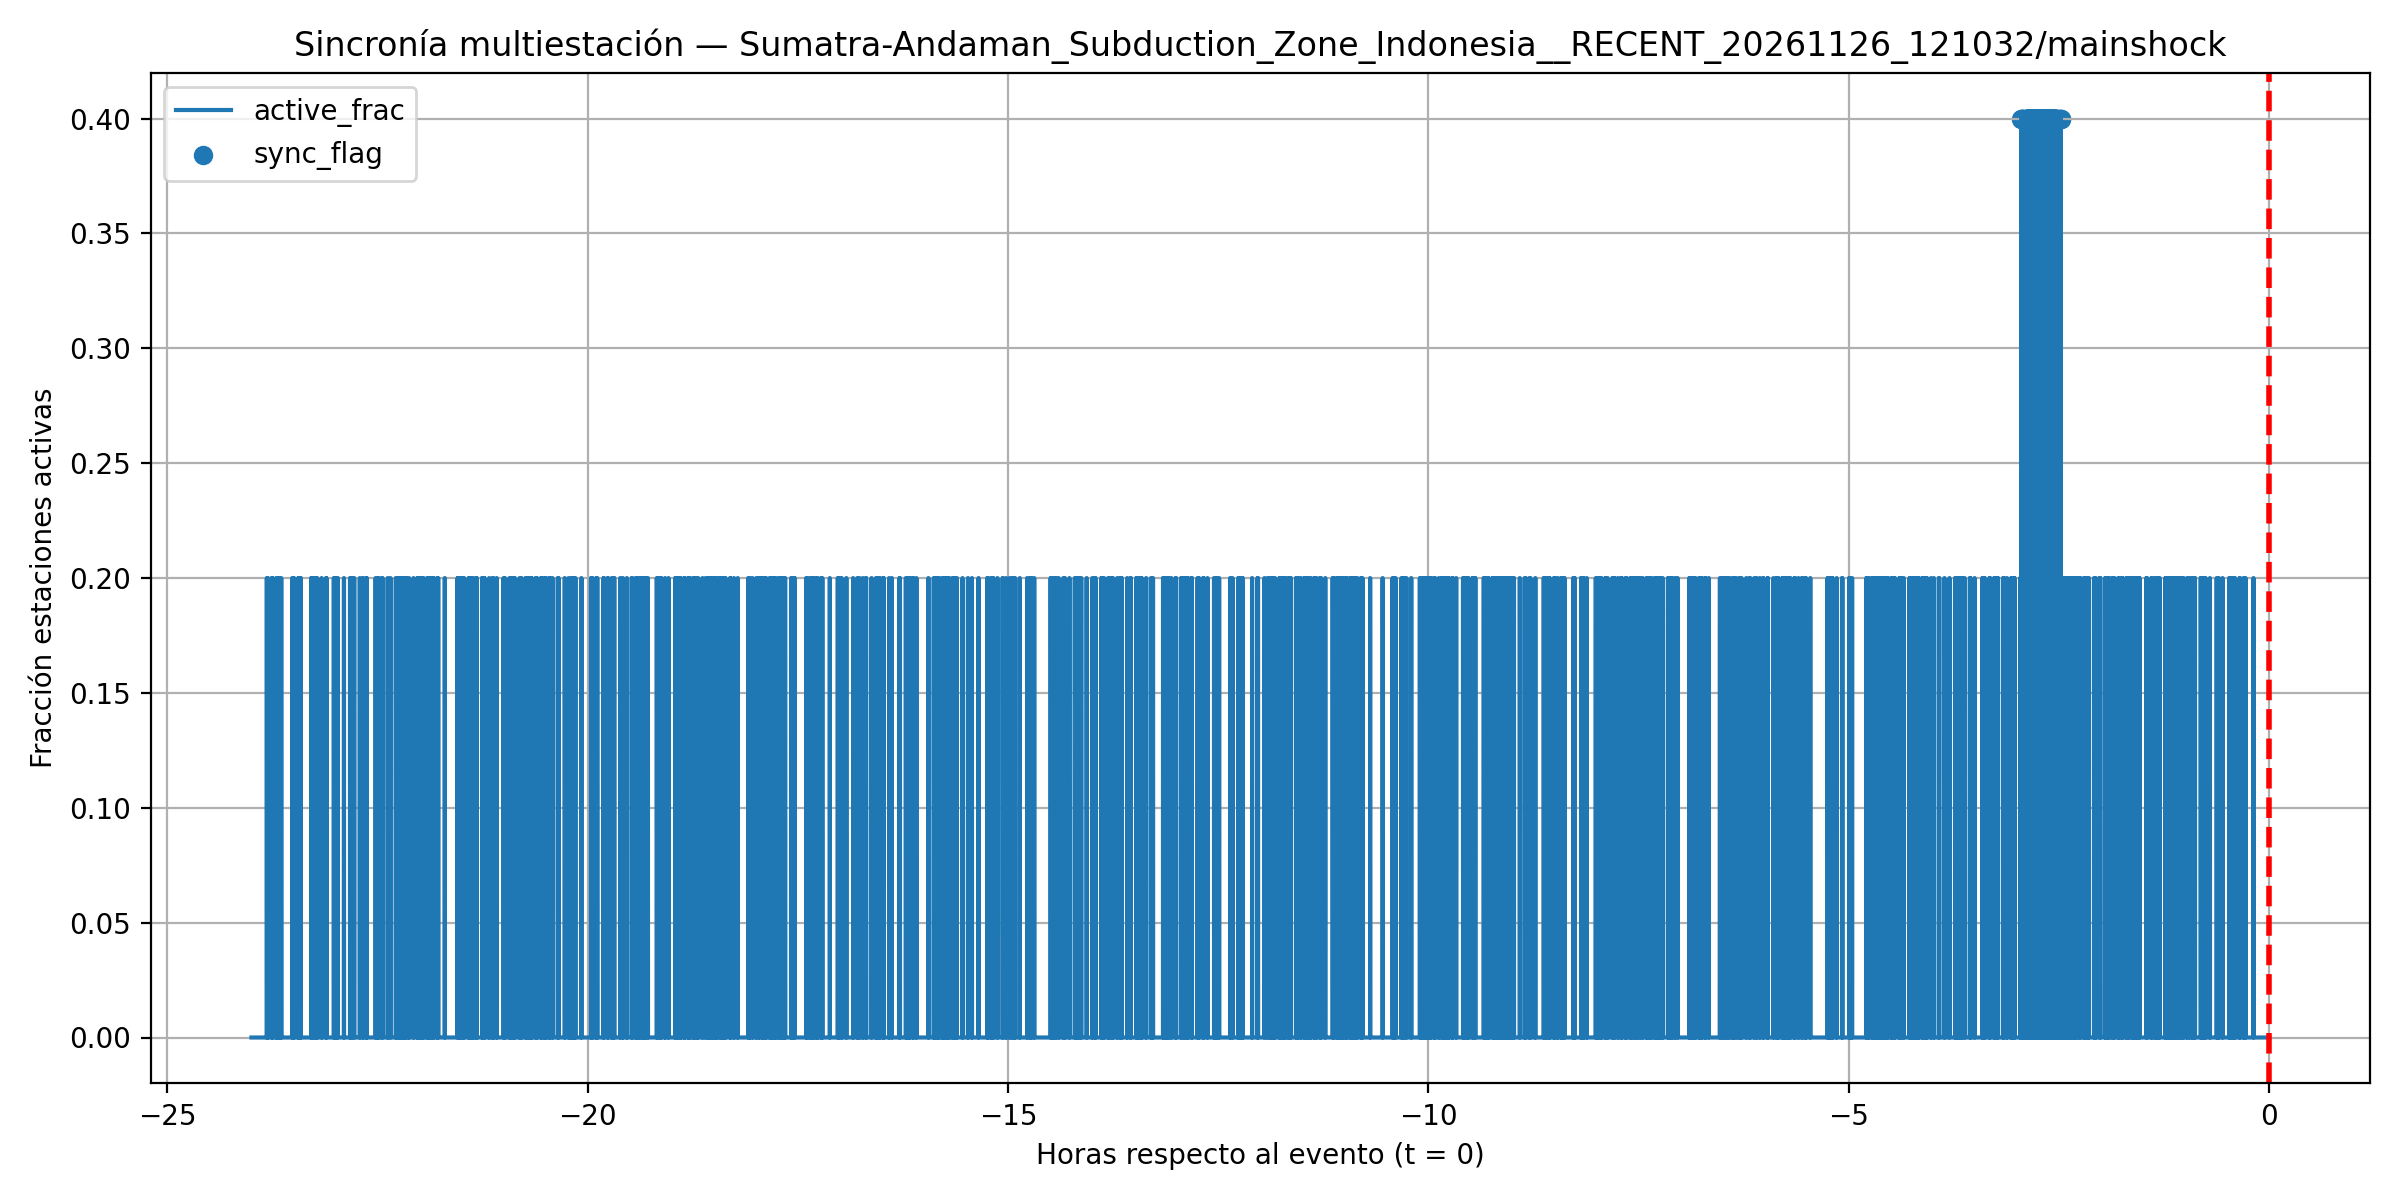 Sincronía multiestación — Sumatra-Andaman_Subduction_Zone_Indonesia__RECENT_20261126_121032/mainshock
active_frac
sync_flag
Fracción estaciones activas
0.40
0.35
0.30
0.25
0.20
0.15
0.10
0.05
0.00
−25 −20 −15 −10 −5 0
Horas respecto al evento (t = 0)